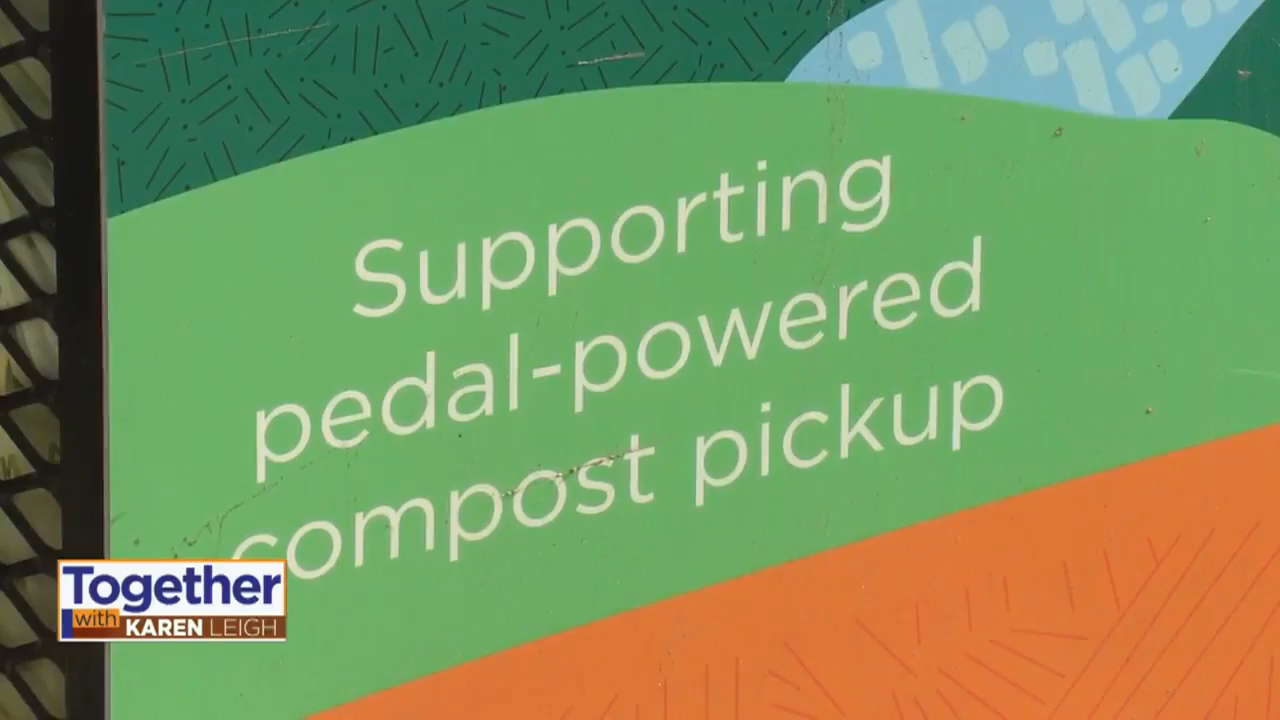 Supporting
pedal-powered
compost pickup
Together
with KAREN LEIGH